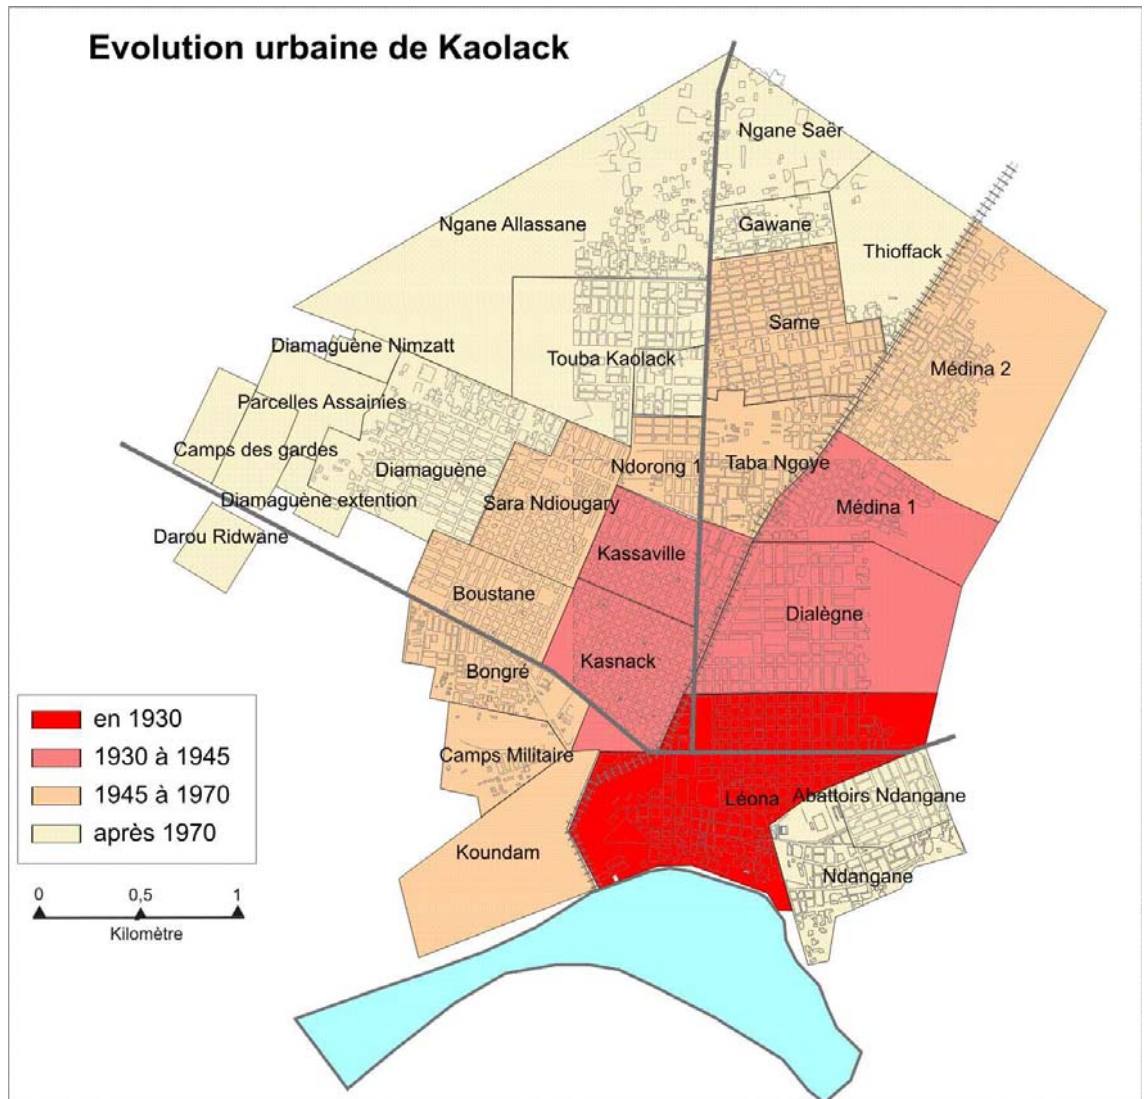 Evolution urbaine de Kaolack
Ngane Saër
Ngane Allassane
Gawane
Thioffack
Same
Diamaguène Nimzatt
Touba Kaolack
Médina 2
Parcelles Assainies
Camps des gardes
Diamaguène
Ndorong 1
Taba Ngoye
Diamaguène extention
Sara Ndiougary
Médina 1
Darou Ridwane
Kassaville
Boustane
Dialègne
Kasnack
Bongré
Camps Militaire
Léona
Abattoirs Ndangane
Koundam
Ndangane
en 1930
1930 à 1945
1945 à 1970
après 1970
0 0,5 1
Kilomètre